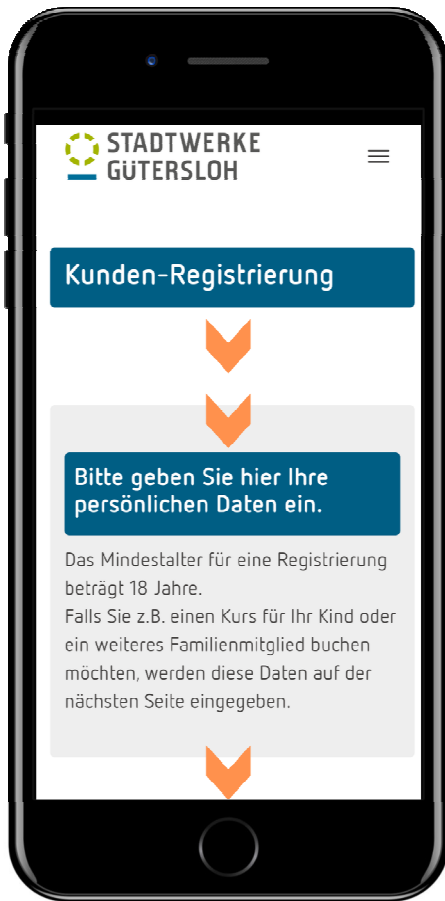 STADTWERKE
GÜTERSLOH
Kunden-Registrierung
Bitte geben Sie hier Ihre
persönlichen Daten ein.
Das Mindestalter für eine Registrierung
beträgt 18 Jahre.
Falls Sie z.B. einen Kurs für Ihr Kind oder
ein weiteres Familienmitglied buchen
möchten, werden diese Daten auf der
nächsten Seite eingegeben.